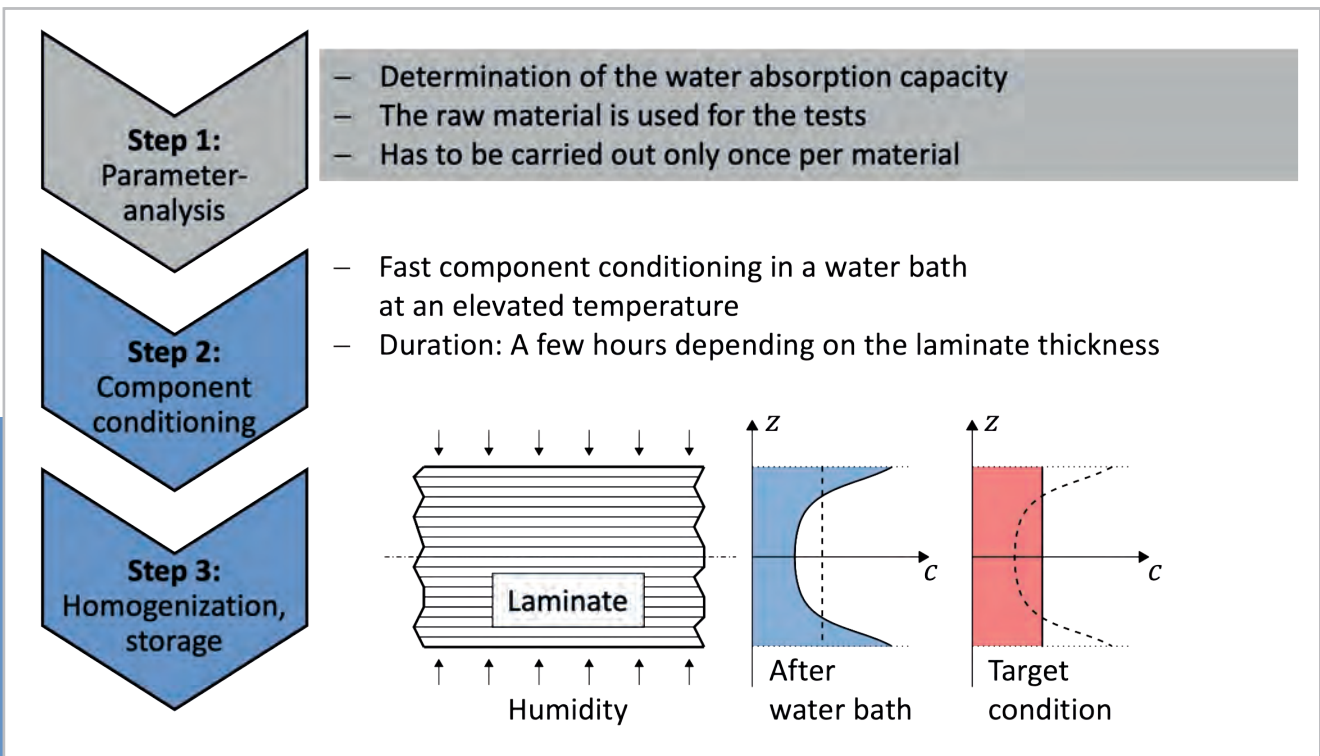 Step 1:
Parameter-
analysis
– Determination of the water absorption capacity
– The raw material is used for the tests
– Has to be carried out only once per material
Step 2:
Component
conditioning
– Fast component conditioning in a water bath
at an elevated temperature
– Duration: A few hours depending on the laminate thickness
Step 3:
Homogenization,
storage
Laminate
Humidity
z
c
After
water bath
z
c
Target
condition